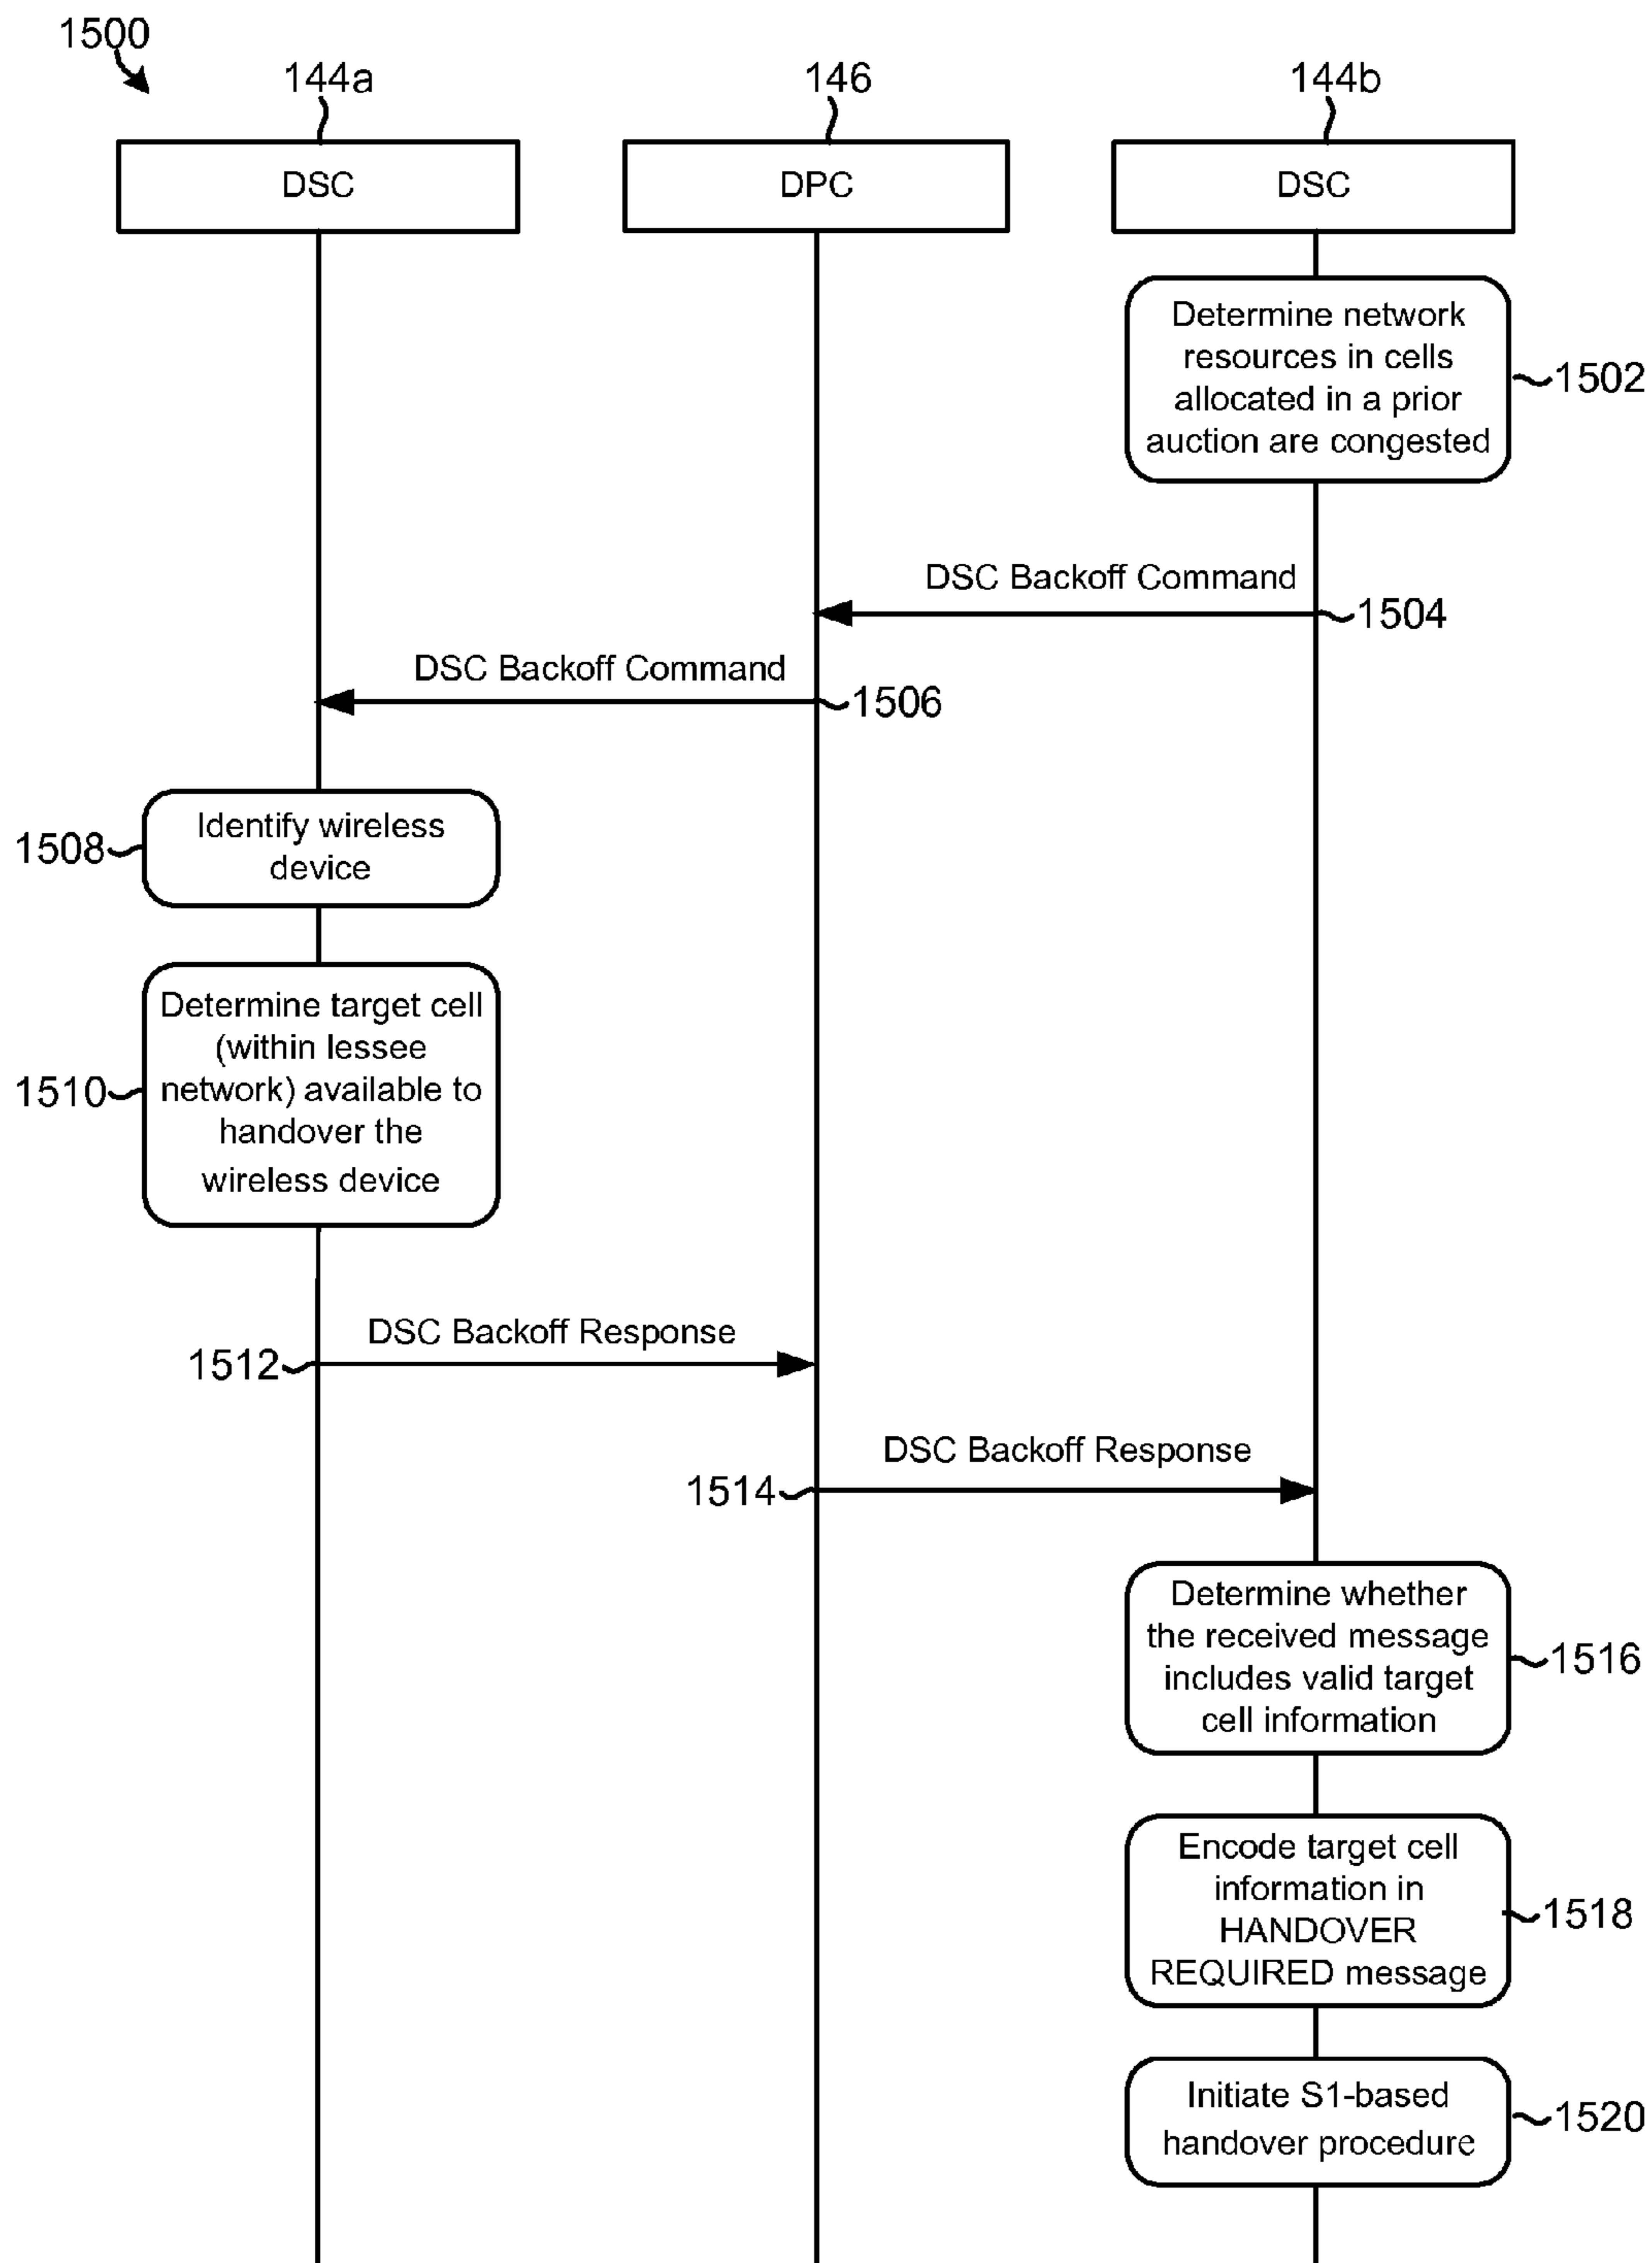 1500
144a
146
144b
DSC
DPC
DSC
Determine network
resources in cells
allocated in a prior
auction are congested
1502
DSC Backoff Command
1504
DSC Backoff Command
1506
1508
Identify wireless
device
1510
Determine target cell
(within lessee
network) available to
handover the
wireless device
DSC Backoff Response
1512
DSC Backoff Response
1514
Determine whether
the received message
includes valid target
cell information
1516
Encode target cell
information in
HANDOVER
REQUIRED message
1518
Initiate S1-based
handover procedure
1520